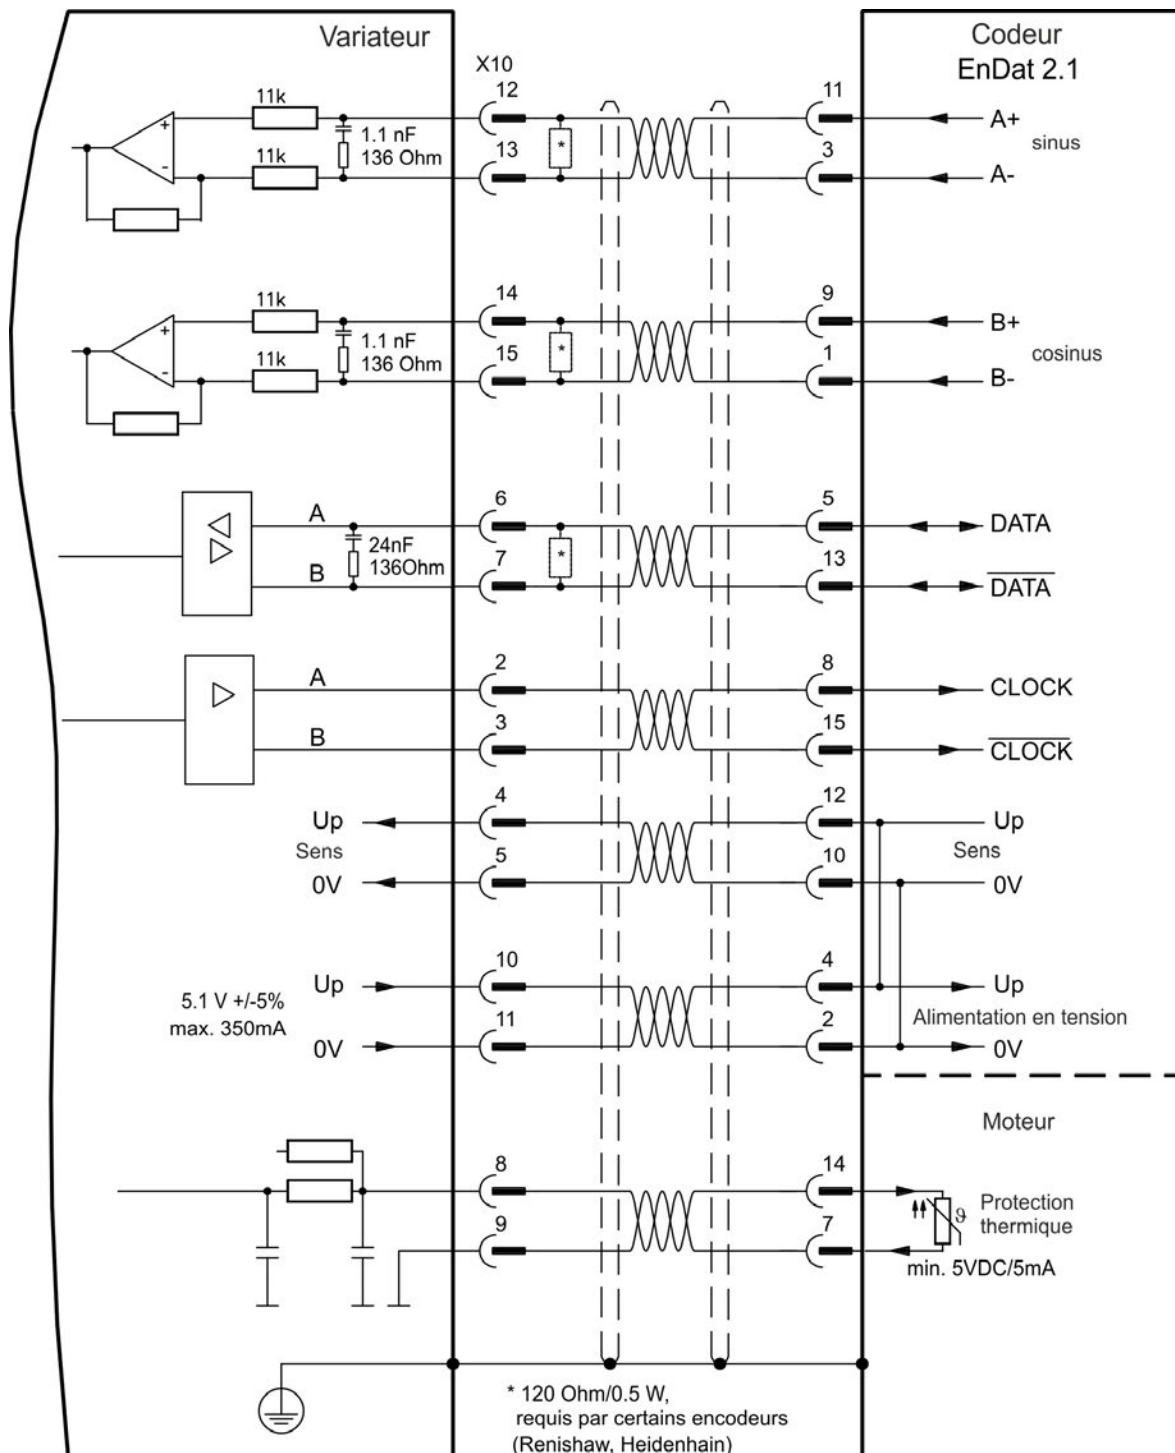 Variateur
Codeur
EnDat 2.1
X10
12
11
11k
A+
1.1 nF
136 Ohm
+
*
sinus
11k
13
3
-
A-
14
9
11k
B+
1.1 nF
136 Ohm
+
*
cosinus
11k
15
1
-
B-
6
5
A
DATA
24nF
136Ohm
*
7
13
B
DATA
2
8
A
CLOCK
3
15
B
CLOCK
4
12
Up
Up
Sens
Sens
5
10
0V
0V
10
4
Up
Up
5.1 V +/-5%
max. 350mA
Alimentation en tension
11
2
0V
0V
Moteur
8
14
Protection
thermique
ϑ
9
7
min. 5VDC/5mA
* 120 Ohm/0.5 W,
requis par certains encodeurs
(Renishaw, Heidenhain)